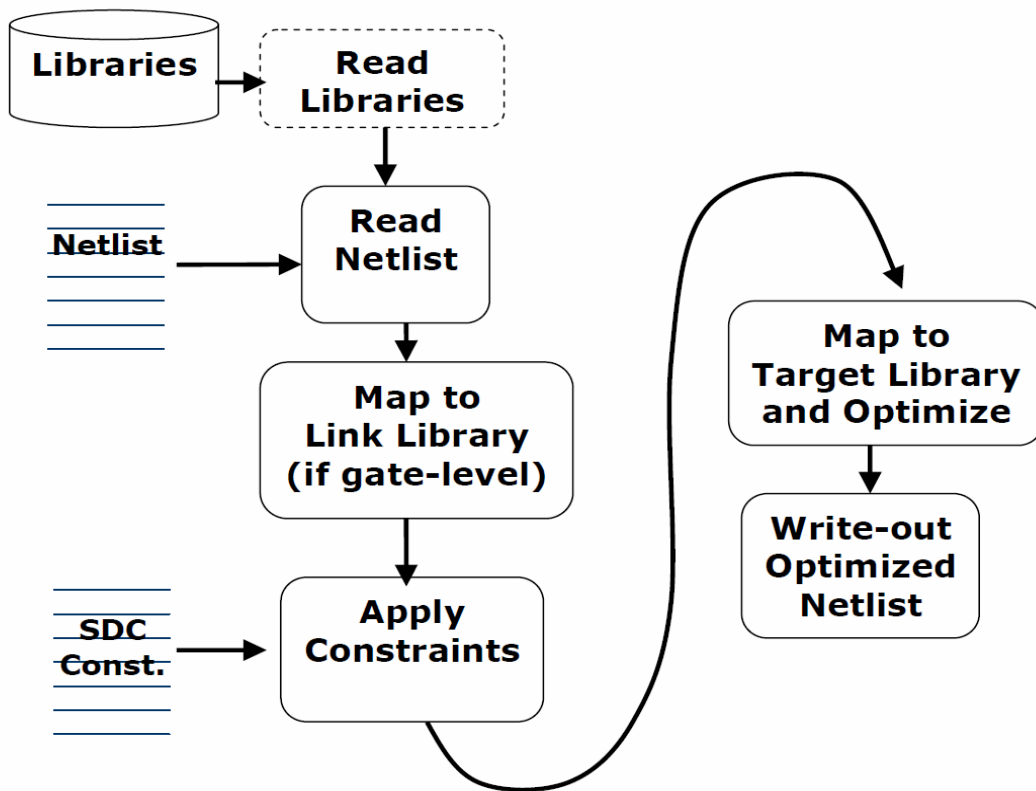 Libraries
Read
Libraries
Netlist
Read
Netlist
Map to
Link Library
(if gate-level)
SDC
Const.
Apply
Constraints
Map to
Target Library
and Optimize
Write-out
Optimized
Netlist